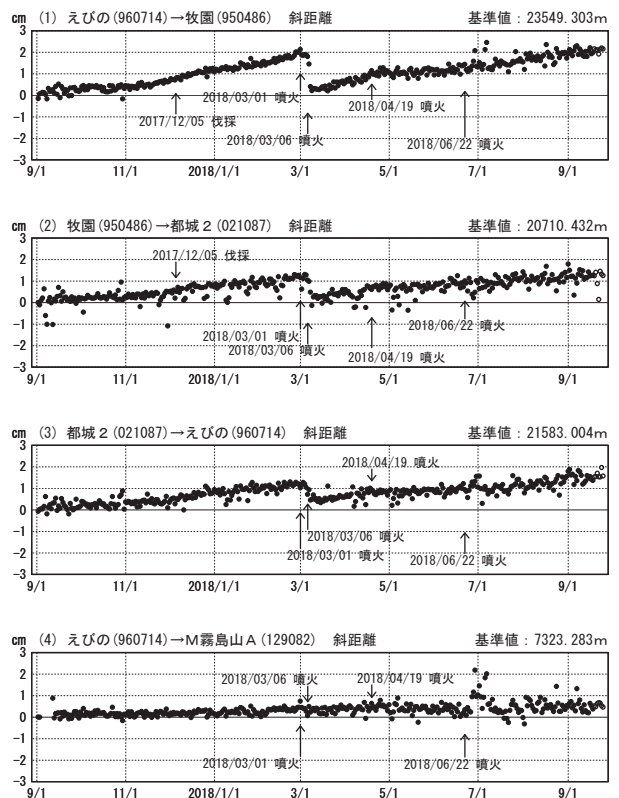 cm (1) えびの(960714)→牧園(950486) 斜距離 基準値：23549.303m
3
2
1
0
−1
−2
−3
2018/03/01 噴火
2017/12/05 伐採
2018/03/06 噴火
2018/04/19 噴火
2018/06/22 噴火
9/1 11/1 2018/1/1 3/1 5/1 7/1 9/1
cm (2) 牧園(950486)→都城２(021087) 斜距離 基準値：20710.432m
3
2
1
0
−1
−2
−3
2017/12/05 伐採
2018/03/01 噴火
2018/03/06 噴火
2018/04/19 噴火
2018/06/22 噴火
9/1 11/1 2018/1/1 3/1 5/1 7/1 9/1
cm (3) 都城２(021087)→えびの(960714) 斜距離 基準値：21583.004m
3
2
1
0
−1
−2
−3
2018/04/19 噴火
2018/03/06 噴火
2018/03/01 噴火
2018/06/22 噴火
9/1 11/1 2018/1/1 3/1 5/1 7/1 9/1
cm (4) えびの(960714)→Ｍ霧島山Ａ(129082) 斜距離 基準値：7323.283m
3
2
1
0
−1
−2
−3
2018/03/06 噴火
2018/04/19 噴火
2018/03/01 噴火
2018/06/22 噴火
9/1 11/1 2018/1/1 3/1 5/1 7/1 9/1